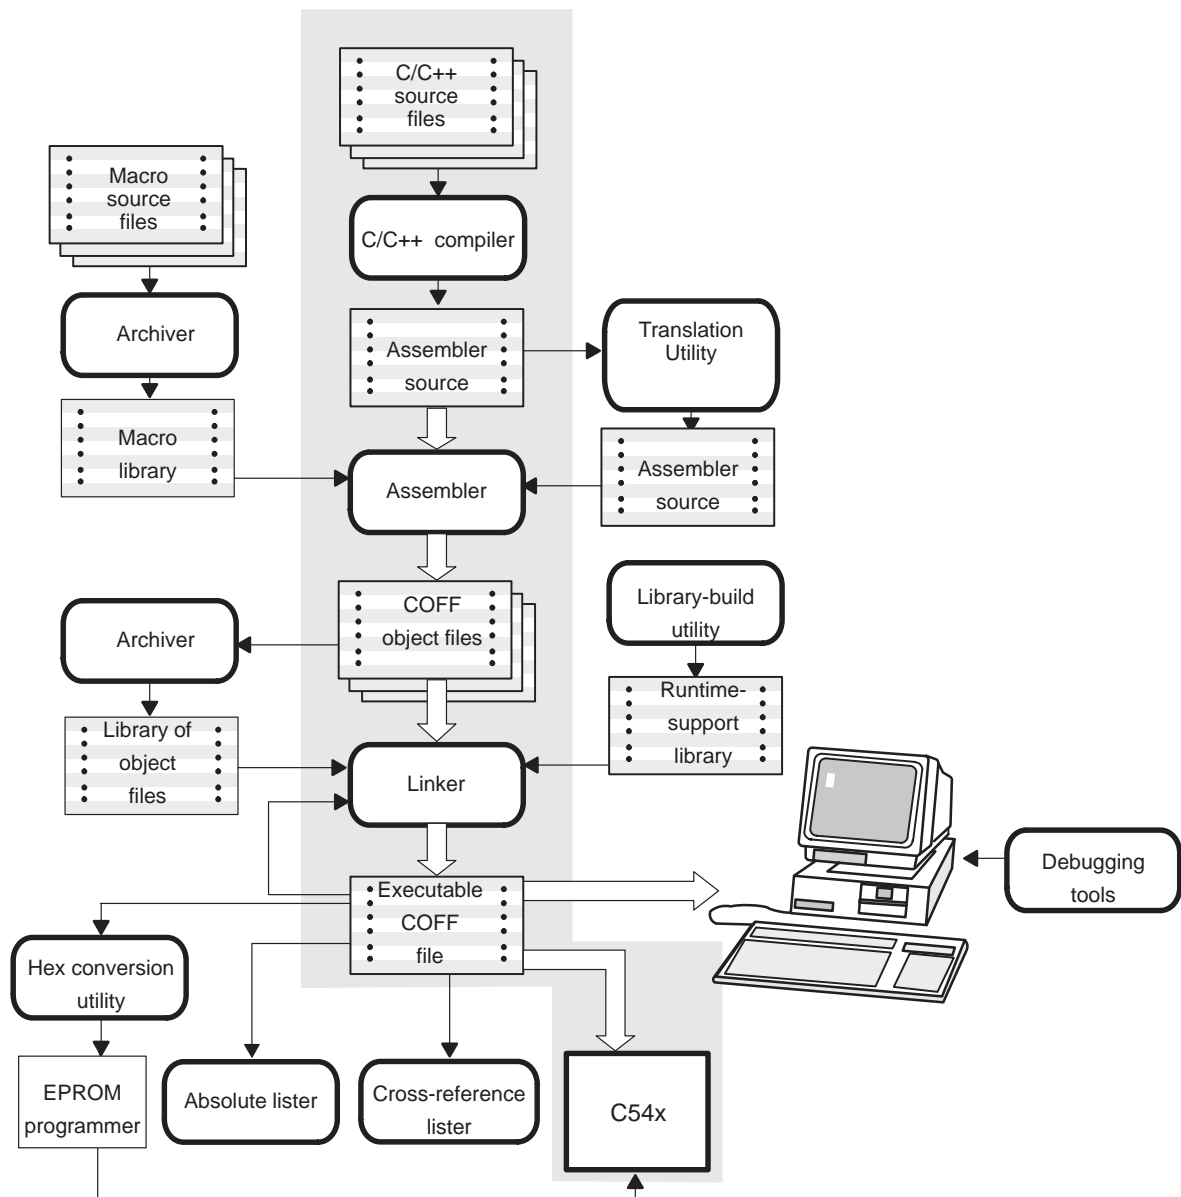 C/C++
source
files
Macro
source
files
C/C++ compiler
Archiver
Assembler
source
Translation
Utility
Macro
library
Assembler
Assembler
source
Archiver
COFF
object files
Library-build
utility
Library of
object
files
Linker
Runtime-
support
library
Executable
COFF
file
Debugging
tools
Hex conversion
utility
EPROM
programmer
Absolute lister
Cross-reference
lister
C54x